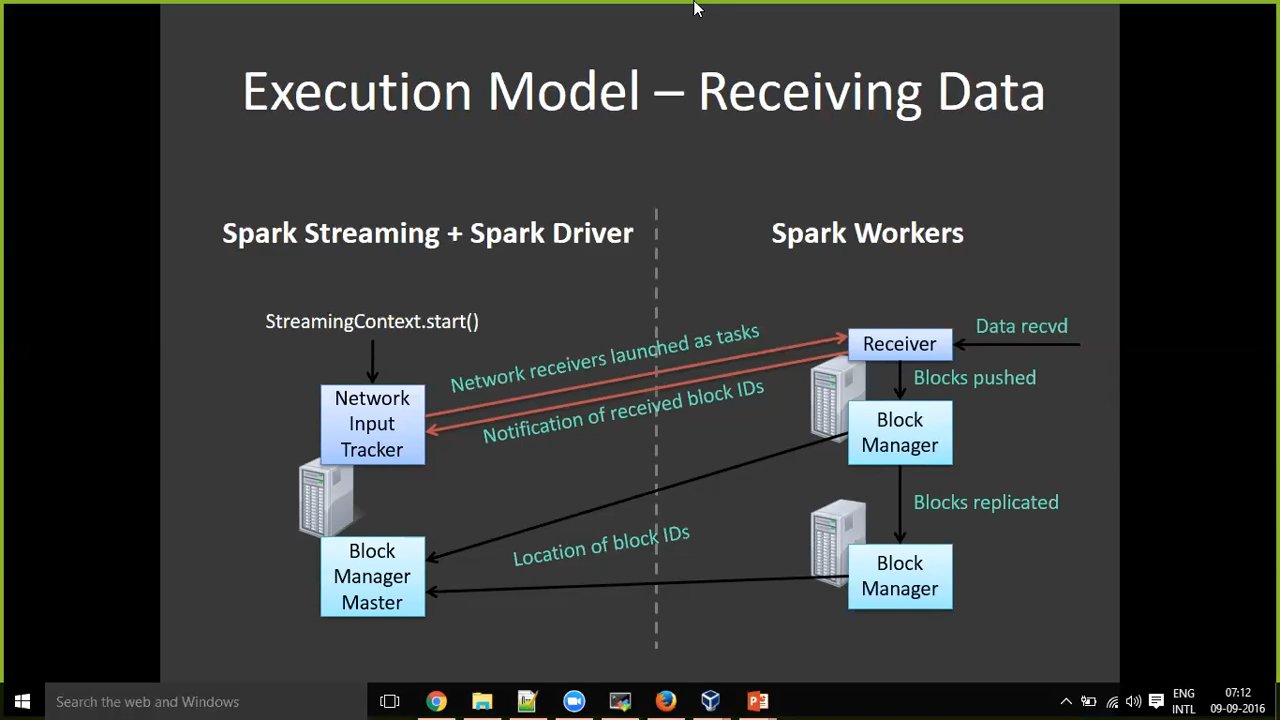 Execution Model – Receiving Data
Spark Streaming + Spark Driver
Spark Workers
StreamingContext.start()
Network receivers launched as tasks
Receiver
Data recvd
Blocks pushed
Network
Input
Tracker
Notification of received block IDs
Block
Manager
Blocks replicated
Location of block IDs
Block
Manager
Master
Block
Manager
Search the web and Windows
ENG
INTL
07:12
09-09-2016